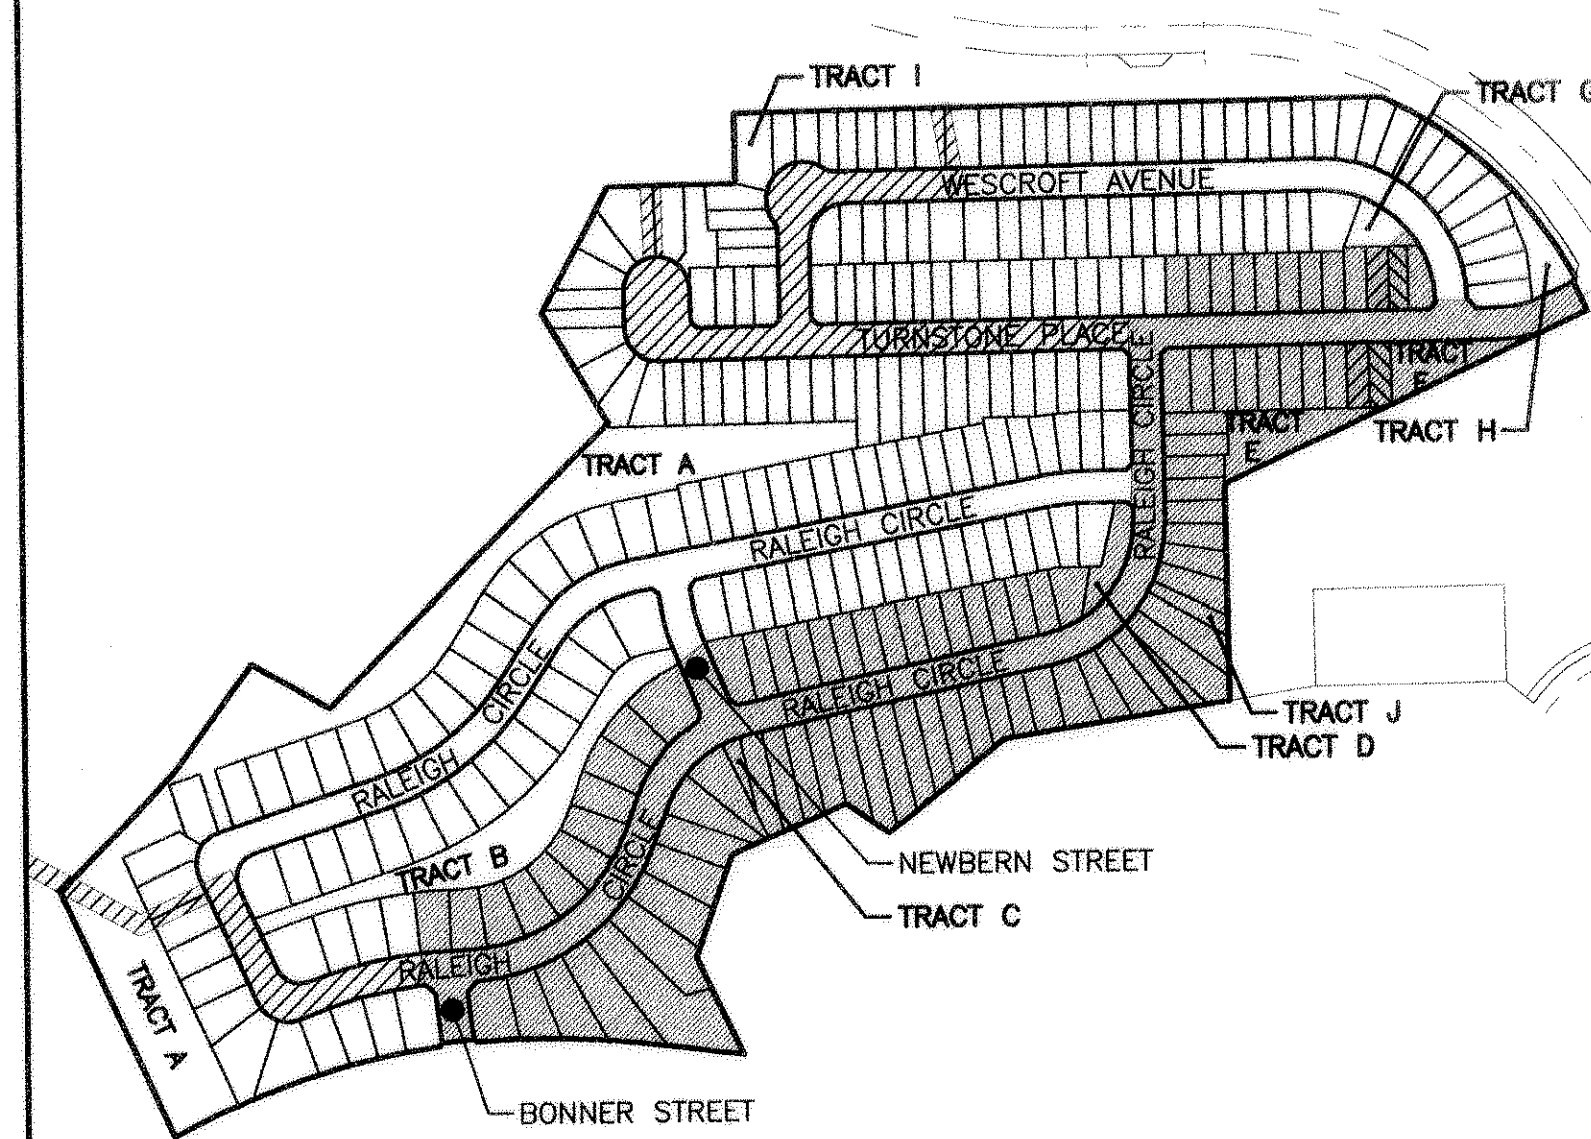 TRACT I
TRACT G
WESCROFT AVENUE
TURNSTONE PLACE
RALEIGH CIRCLE
TRACT
F
TRACT
E
TRACT H
TRACT A
RALEIGH CIRCLE
RALEIGH CIRCLE
RALEIGH CIRCLE
RALEIGH CIRCLE
TRACT J
TRACT D
TRACT B
RALEIGH CIRCLE
NEWBERN STREET
TRACT C
TRACT A
BONNER STREET